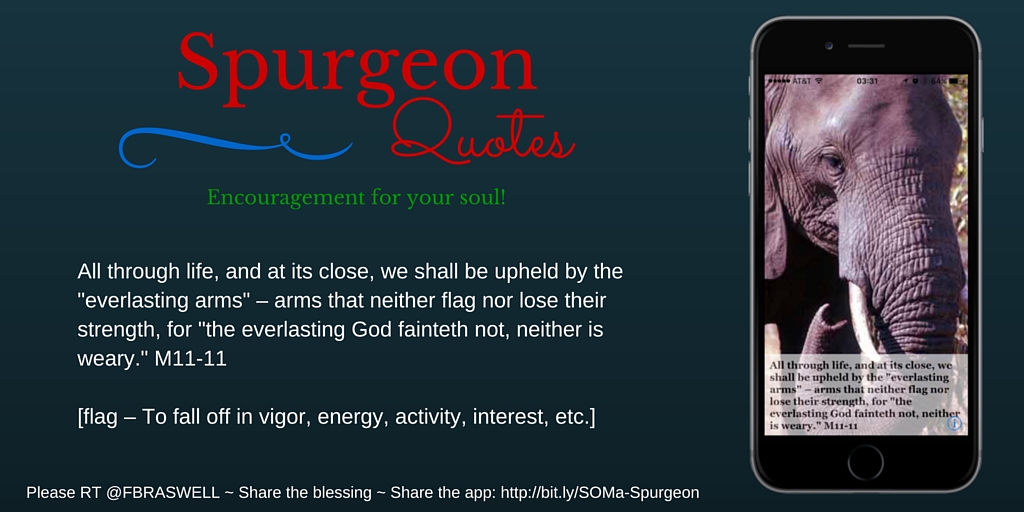 Spurgeon
Quotes
Encouragement for your soul!
All through life, and at its close, we shall be upheld by the
"everlasting arms" – arms that neither flag nor lose their
strength, for "the everlasting God fainteth not, neither is
weary." M11-11
[flag – To fall off in vigor, energy, activity, interest, etc.]
Please RT @FBRASWELL ~ Share the blessing ~ Share the app: http://bit.ly/SOMa-Spurgeon
AT&T 03:31 64%
All through life, and at its close, we
shall be upheld by the "everlasting
arms" – arms that neither flag nor
lose their strength, for "the
everlasting God fainteth not, neither
is weary." M11-11